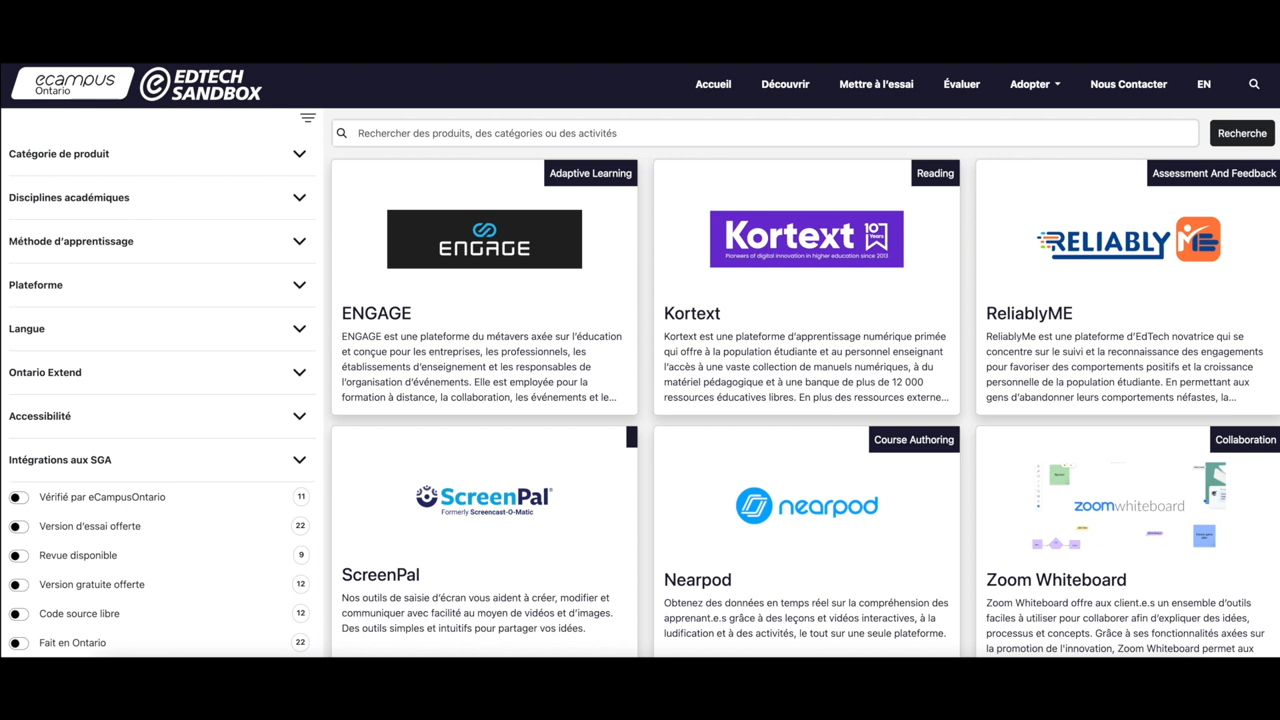 ecampus
Ontario
EDTECH
SANDBOX
Accueil
Découvrir
Mettre à l’essai
Évaluer
Adopter
Nous Contacter
EN
Rechercher des produits, des catégories ou des activités
Recherche
Catégorie de produit
Disciplines académiques
Méthode d’apprentissage
Plateforme
Langue
Ontario Extend
Accessibilité
Intégrations aux SGA
Vérifié par eCampusOntario 11
Version d’essai offerte 22
Revue disponible 9
Version gratuite offerte 12
Code source libre 12
Fait en Ontario 22
Adaptive Learning
ENGAGE
ENGAGE
ENGAGE est une plateforme du métavers axée sur l’éducation
et conçue pour les entreprises, les professionnels, les
établissements d’enseignement et les responsables de
l’organisation d’événements. Elle est employée pour la
formation à distance, la collaboration, les événements et le...
Reading
Kortext 10 Years
Pioneers of digital innovation in higher education since 2013
Kortext
Kortext est une plateforme d’apprentissage numérique primée
qui offre à la population étudiante et au personnel enseignant
l’accès à une vaste collection de manuels numériques, à du
matériel pédagogique et à une banque de plus de 12 000
ressources éducatives libres. En plus des ressources externe...
Assessment And Feedback
RELIABLY ME
ReliablyME
ReliablyMe est une plateforme d’EdTech novatrice qui se
concentre sur le suivi et la reconnaissance des engagements
pour favoriser des comportements positifs et la croissance
personnelle de la population étudiante. En permettant aux
gens d’abandonner leurs comportements néfastes, la...
ScreenPal
Formerly Screencast-O-Matic
ScreenPal
Nos outils de saisie d’écran vous aident à créer, modifier et
communiquer avec facilité au moyen de vidéos et d’images.
Des outils simples et intuitifs pour partager vos idées.
Course Authoring
nearpod
Nearpod
Obtenez des données en temps réel sur la compréhension des
apprenant.e.s grâce à des leçons et vidéos interactives, à la
ludification et à des activités, le tout sur une seule plateforme.
Collaboration
zoomwhiteboard
Zoom Whiteboard
Zoom Whiteboard offre aux client.e.s un ensemble d’outils
faciles à utiliser pour collaborer afin d’expliquer des idées,
processus et concepts. Grâce à ses fonctionnalités axées sur
la promotion de l'innovation, Zoom Whiteboard permet aux